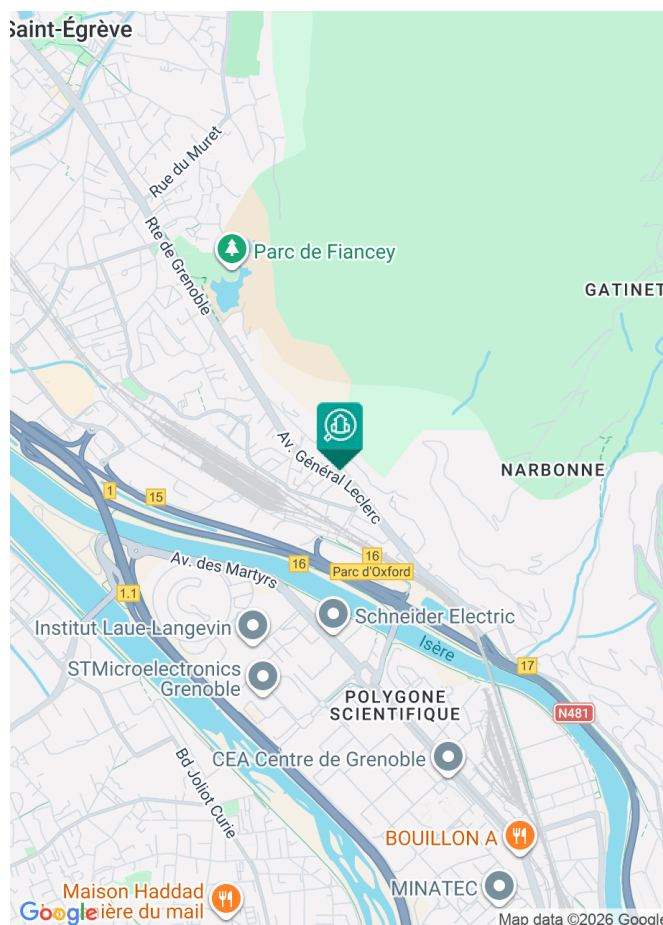 Saint-Égrève
Rue du Muret
Rte de Grenoble
Parc de Fiancey
GATINET
Av. Général Leclerc
NARBONNE
1
15
16
16
Parc d'Oxford
Av. des Martyrs
1.1
Schneider Electric
Institut Laue-Langevin
Isère
STMicroelectronics
Grenoble
17
POLYGONE
SCIENTIFIQUE
N481
CEA Centre de Grenoble
Bd Joliot Curie
BOUILLON A
MINATEC
Maison Haddad
du mail
Google
Map data ©2026 Google